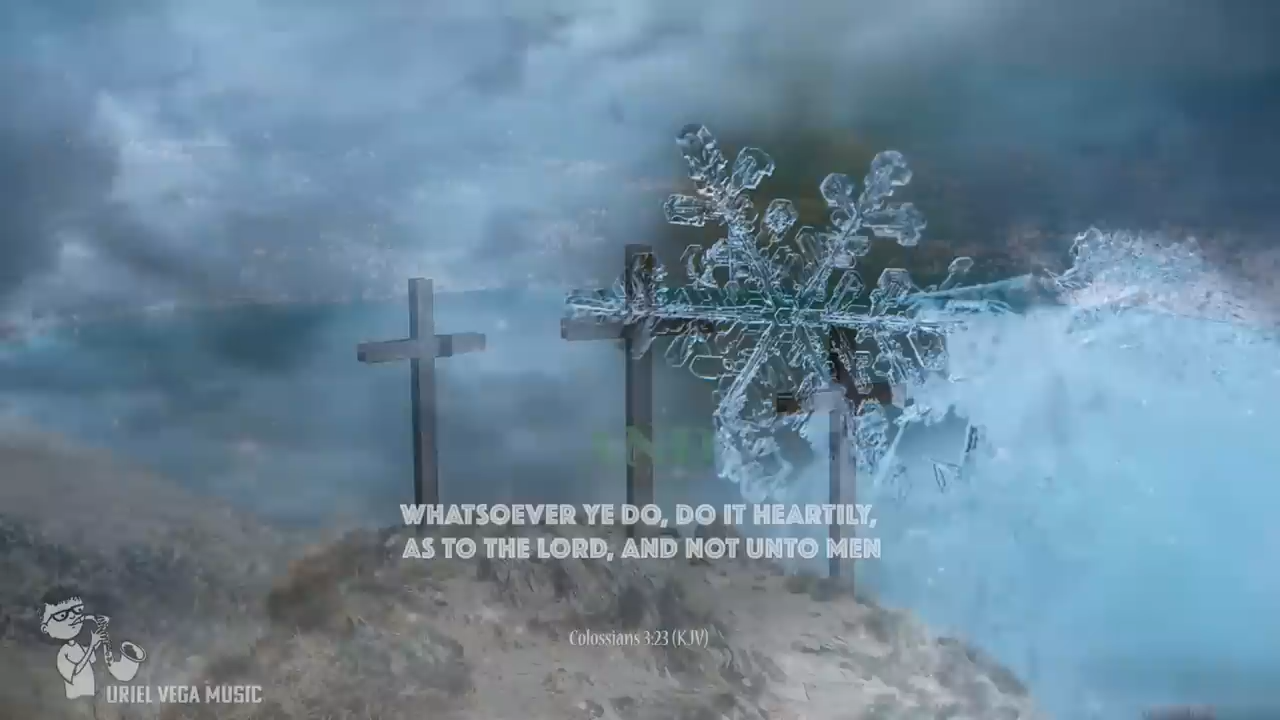 WHATSOEVER YE DO, DO IT HEARTILY,
AS TO THE LORD, AND NOT UNTO MEN
Colossians 3:23 (KJV)
URIEL VEGA MUSIC